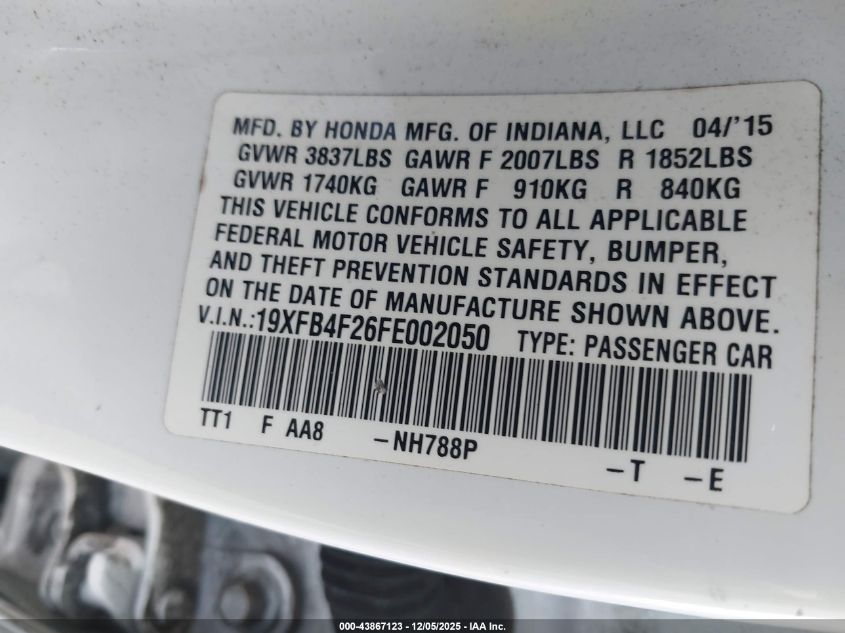 MFD. BY HONDA MFG. OF INDIANA, LLC 04/'15
GVWR 3837LBS GAWR F 2007LBS R 1852LBS
GVWR 1740KG GAWR F 910KG R 840KG
THIS VEHICLE CONFORMS TO ALL APPLICABLE
FEDERAL MOTOR VEHICLE SAFETY, BUMPER,
AND THEFT PREVENTION STANDARDS IN EFFECT
ON THE DATE OF MANUFACTURE SHOWN ABOVE.
V.I.N.:19XFB4F26FE002050 TYPE: PASSENGER CAR
TT1 F AA8 -NH788P -T -E
000-43867123 - 12/05/2025 - IAA Inc.